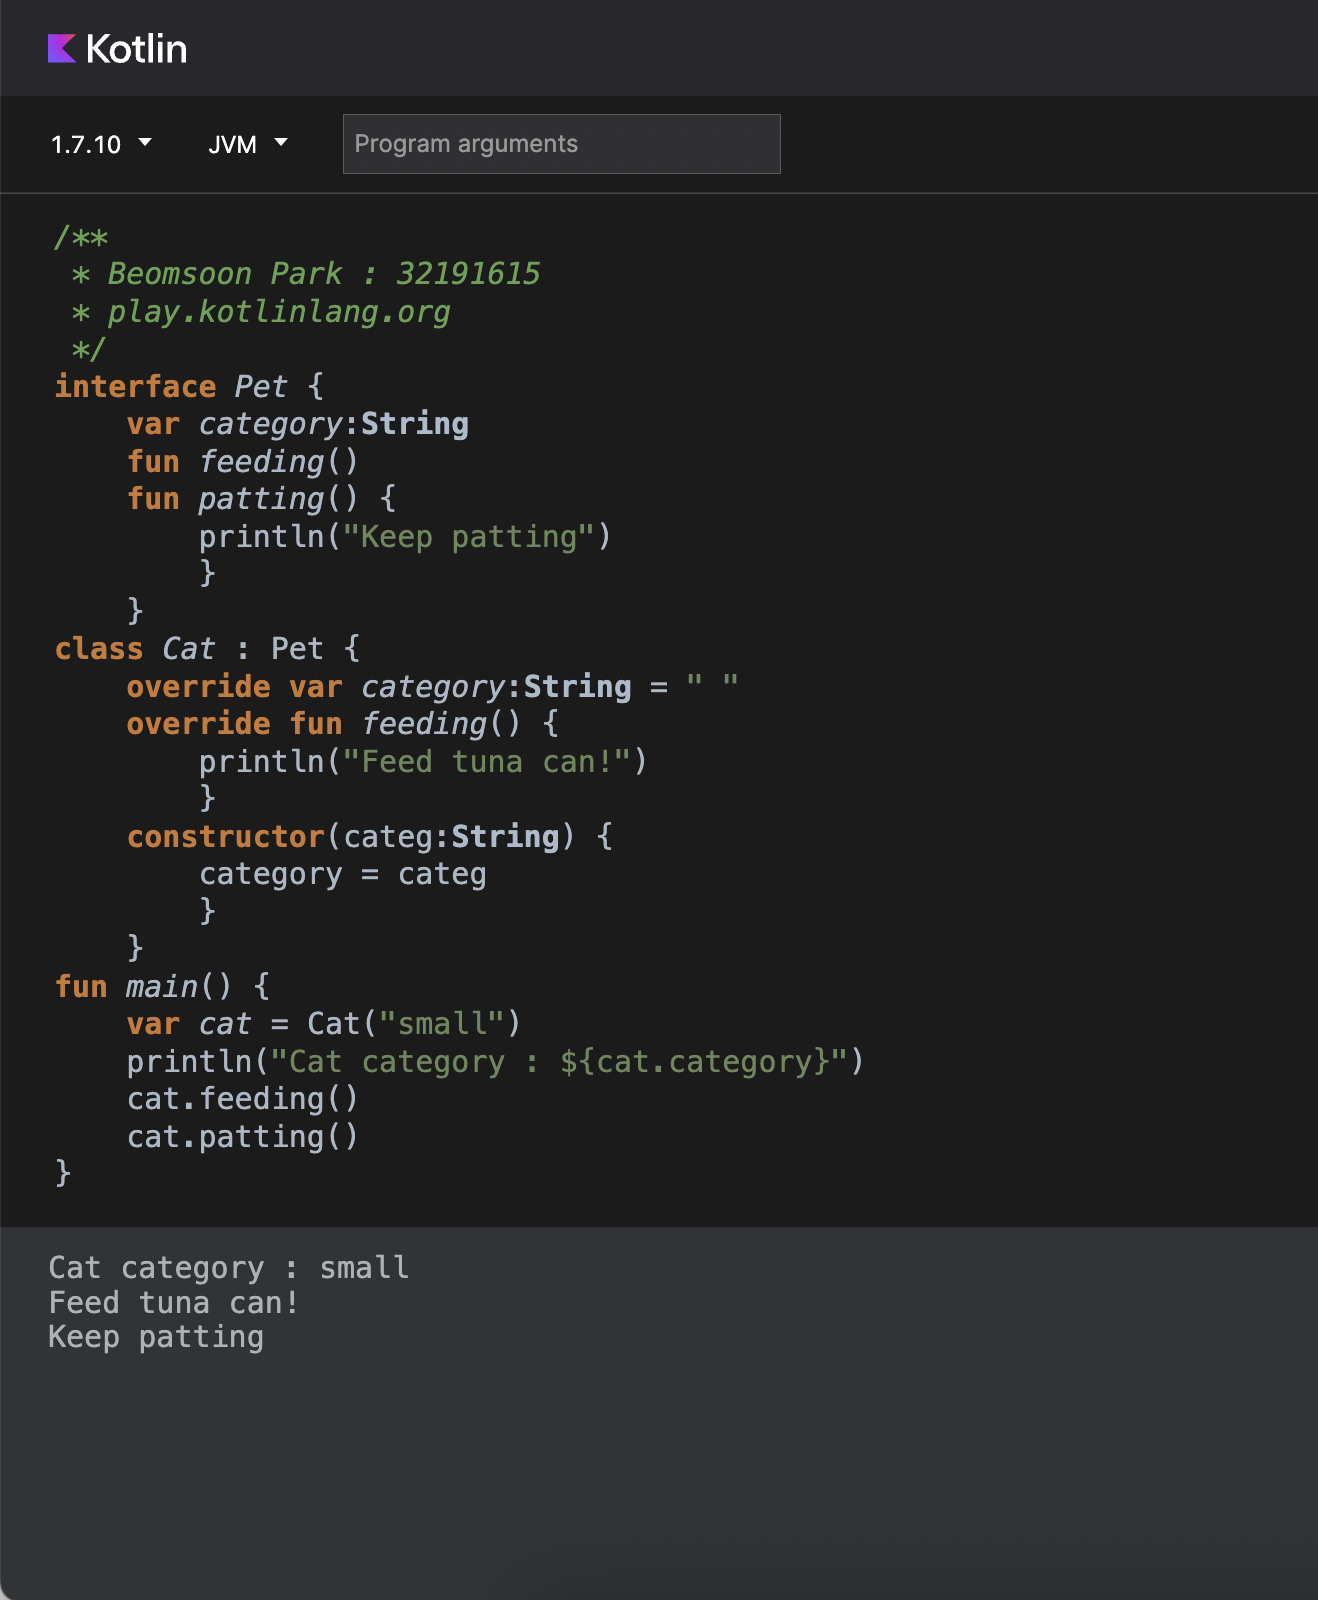 Kotlin
1.7.10 JVM Program arguments
/**
 * Beomsoon Park : 32191615
 * play.kotlinlang.org
 */
interface Pet {
    var category:String
    fun feeding()
    fun patting() {
        println("Keep patting")
        }
    }
class Cat : Pet {
    override var category:String = " "
    override fun feeding() {
        println("Feed tuna can!")
        }
    constructor(categ:String) {
        category = categ
        }
    }
fun main() {
    var cat = Cat("small")
    println("Cat category : ${cat.category}")
    cat.feeding()
    cat.patting()
}
Cat category : small
Feed tuna can!
Keep patting